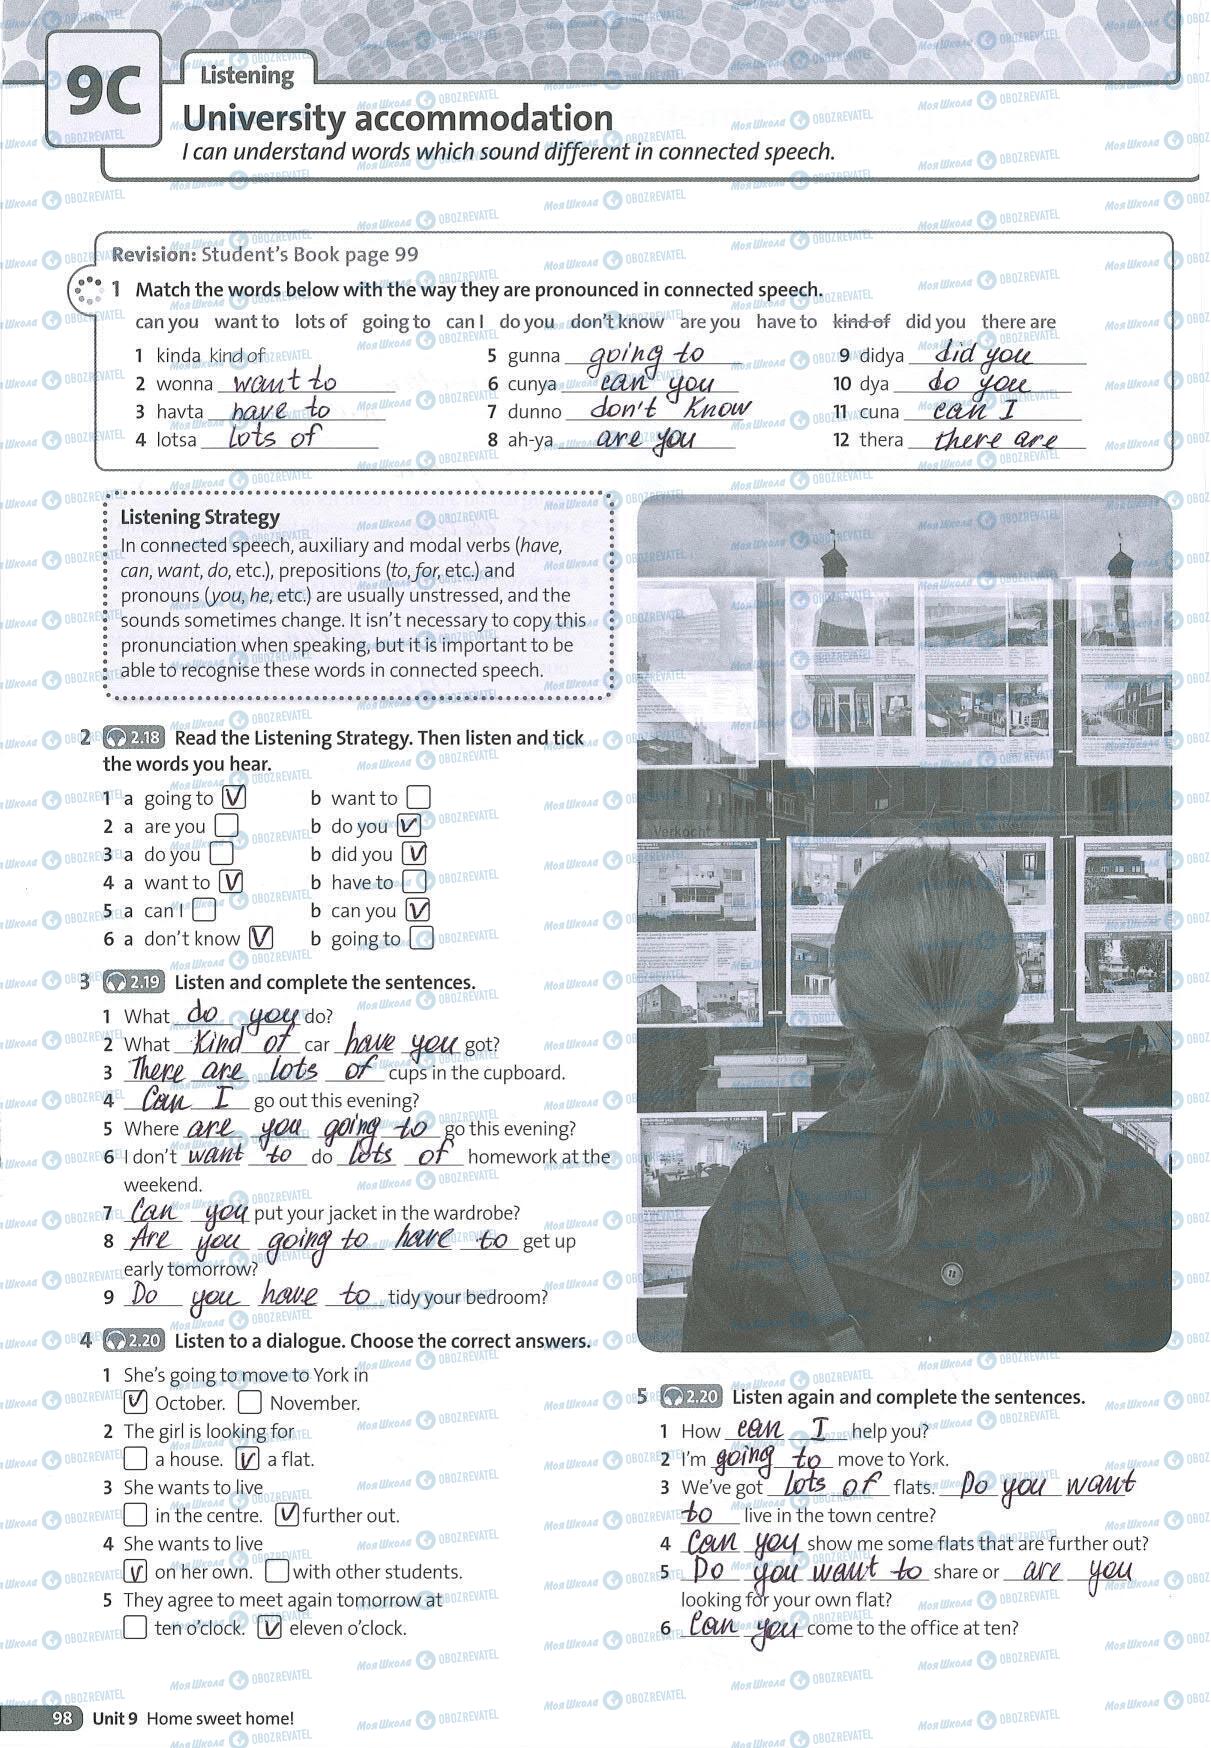 9C
Listening
University accommodation
I can understand words which sound different in connected speech.
Revision: Student's Book page 99
1 Match the words below with the way they are pronounced in connected speech.
can you want to lots of going to can I do you don't know are you have to kind of did you there are
1 kinda kind of
2 wonna want to
3 havta have to
4 lotsa lots of
5 gunna going to
6 cunya can you
7 dunno don't know
8 ah-ya are you
9 didya did you
10 dya do you
11 cuna can I
12 thera there are
Listening Strategy
In connected speech, auxiliary and modal verbs (have,
can, want, do, etc.), prepositions (to, for, etc.) and
pronouns (you, he, etc.) are usually unstressed, and the
sounds sometimes change. It isn't necessary to copy this
pronunciation when speaking, but it is important to be
able to recognise these words in connected speech.
2 2.18 Read the Listening Strategy. Then listen and tick
the words you hear.
1 a going to V b want to
2 a are you b do you V
3 a do you b did you V
4 a want to V b have to
5 a can I b can you V
6 a don't know V b going to
3 2.19 Listen and complete the sentences.
1 What do you do?
2 What kind of car have you got?
3 There are lots of cups in the cupboard.
4 Can I go out this evening?
5 Where are you going to go this evening?
6 I don't want to do lots of homework at the
weekend.
7 Can you put your jacket in the wardrobe?
8 Are you going to have to get up
early tomorrow?
9 Do you have to tidy your bedroom?
4 2.20 Listen to a dialogue. Choose the correct answers.
1 She's going to move to York in
V October. November.
2 The girl is looking for
a house. V a flat.
3 She wants to live
in the centre. V further out.
4 She wants to live
V on her own. with other students.
5 They agree to meet again tomorrow at
ten o'clock. V eleven o'clock.
Verkocht
Verkoop
5 2.20 Listen again and complete the sentences.
1 How can I help you?
2 I'm going to move to York.
3 We've got lots of flats. Do you want
to live in the town centre?
4 Can you show me some flats that are further out?
5 Do you want to share or are you
looking for your own flat?
6 Can you come to the office at ten?
98 Unit 9 Home sweet home!
Моя Школа OBOZREVATEL